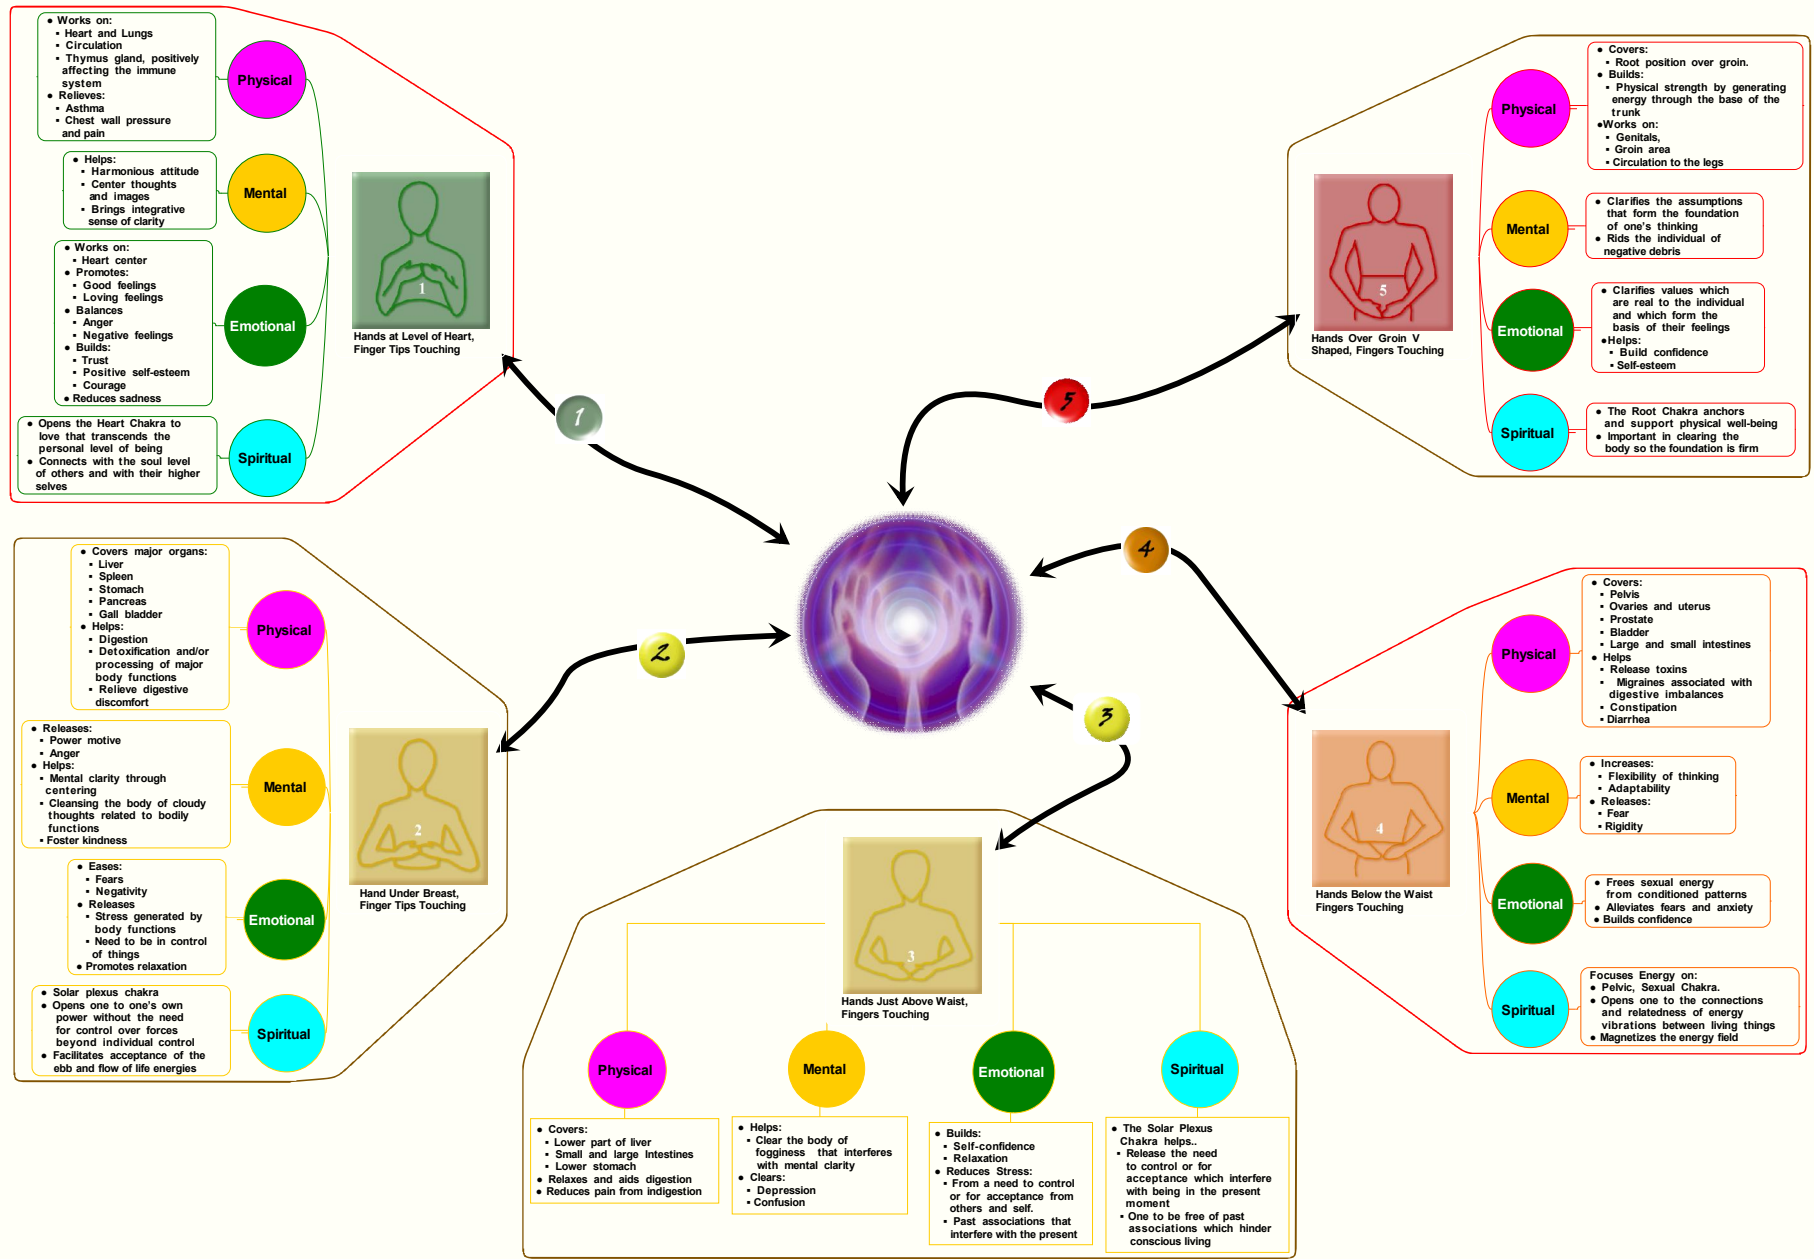 ● Works on:
▪ Heart and Lungs
▪ Circulation
▪ Thymus gland, positively
affecting the immune
system
● Relieves:
▪ Asthma
▪ Chest wall pressure
and pain
Physical
● Helps:
▪ Harmonious attitude
▪ Center thoughts
and images
▪ Brings integrative
sense of clarity
Mental
● Works on:
▪ Heart center
● Promotes:
▪ Good feelings
▪ Loving feelings
● Balances
▪ Anger
▪ Negative feelings
● Builds:
▪ Trust
▪ Positive self-esteem
▪ Courage
● Reduces sadness
Emotional
● Opens the Heart Chakra to
love that transcends the
personal level of being
● Connects with the soul level
of others and with their higher
selves
Spiritual
1
Hands at Level of Heart,
Finger Tips Touching
1
5
5
Hands Over Groin V
Shaped, Fingers Touching
Physical
● Covers:
▪ Root position over groin.
● Builds:
▪ Physical strength by generating
energy through the base of the
trunk
●Works on:
▪ Genitals,
▪ Groin area
▪ Circulation to the legs
Mental
● Clarifies the assumptions
that form the foundation
of one's thinking
● Rids the individual of
negative debris
Emotional
● Clarifies values which
are real to the individual
and which form the
basis of their feelings
●Helps:
▪ Build confidence
▪ Self-esteem
Spiritual
● The Root Chakra anchors
and support physical well-being
● Important in clearing the
body so the foundation is firm
● Covers major organs:
▪ Liver
▪ Spleen
▪ Stomach
▪ Pancreas
▪ Gall bladder
● Helps:
▪ Digestion
▪ Detoxification and/or
processing of major
body functions
▪ Relieve digestive
discomfort
Physical
● Releases:
▪ Power motive
▪ Anger
● Helps:
▪ Mental clarity through
centering
▪ Cleansing the body of cloudy
thoughts related to bodily
functions
▪ Foster kindness
Mental
● Eases:
▪ Fears
▪ Negativity
● Releases
▪ Stress generated by
body functions
▪ Need to be in control
of things
● Promotes relaxation
Emotional
● Solar plexus chakra
● Opens one to one's own
power without the need
for control over forces
beyond individual control
● Facilitates acceptance of the
ebb and flow of life energies
Spiritual
2
Hand Under Breast,
Finger Tips Touching
2
4
3
4
Hands Below the Waist
Fingers Touching
Physical
● Covers:
▪ Pelvis
▪ Ovaries and uterus
▪ Prostate
▪ Bladder
▪ Large and small intestines
● Helps
▪ Release toxins
▪ Migraines associated with
digestive imbalances
▪ Constipation
▪ Diarrhea
Mental
● Increases:
▪ Flexibility of thinking
▪ Adaptability
● Releases:
▪ Fear
▪ Rigidity
Emotional
● Frees sexual energy
from conditioned patterns
● Alleviates fears and anxiety
● Builds confidence
Spiritual
Focuses Energy on:
● Pelvic, Sexual Chakra.
● Opens one to the connections
and relatedness of energy
vibrations between living things
● Magnetizes the energy field
3
Hands Just Above Waist,
Fingers Touching
Physical
● Covers:
▪ Lower part of liver
▪ Small and large Intestines
▪ Lower stomach
● Relaxes and aids digestion
● Reduces pain from indigestion
Mental
● Helps:
▪ Clear the body of
fogginess that interferes
with mental clarity
● Clears:
▪ Depression
▪ Confusion
Emotional
● Builds:
▪ Self-confidence
▪ Relaxation
● Reduces Stress:
▪ From a need to control
or for acceptance from
others and self.
▪ Past associations that
interfere with the present
Spiritual
● The Solar Plexus
Chakra helps..
▪ Release the need
to control or for
acceptance which interfere
with being in the present
moment
▪ One to be free of past
associations which hinder
conscious living